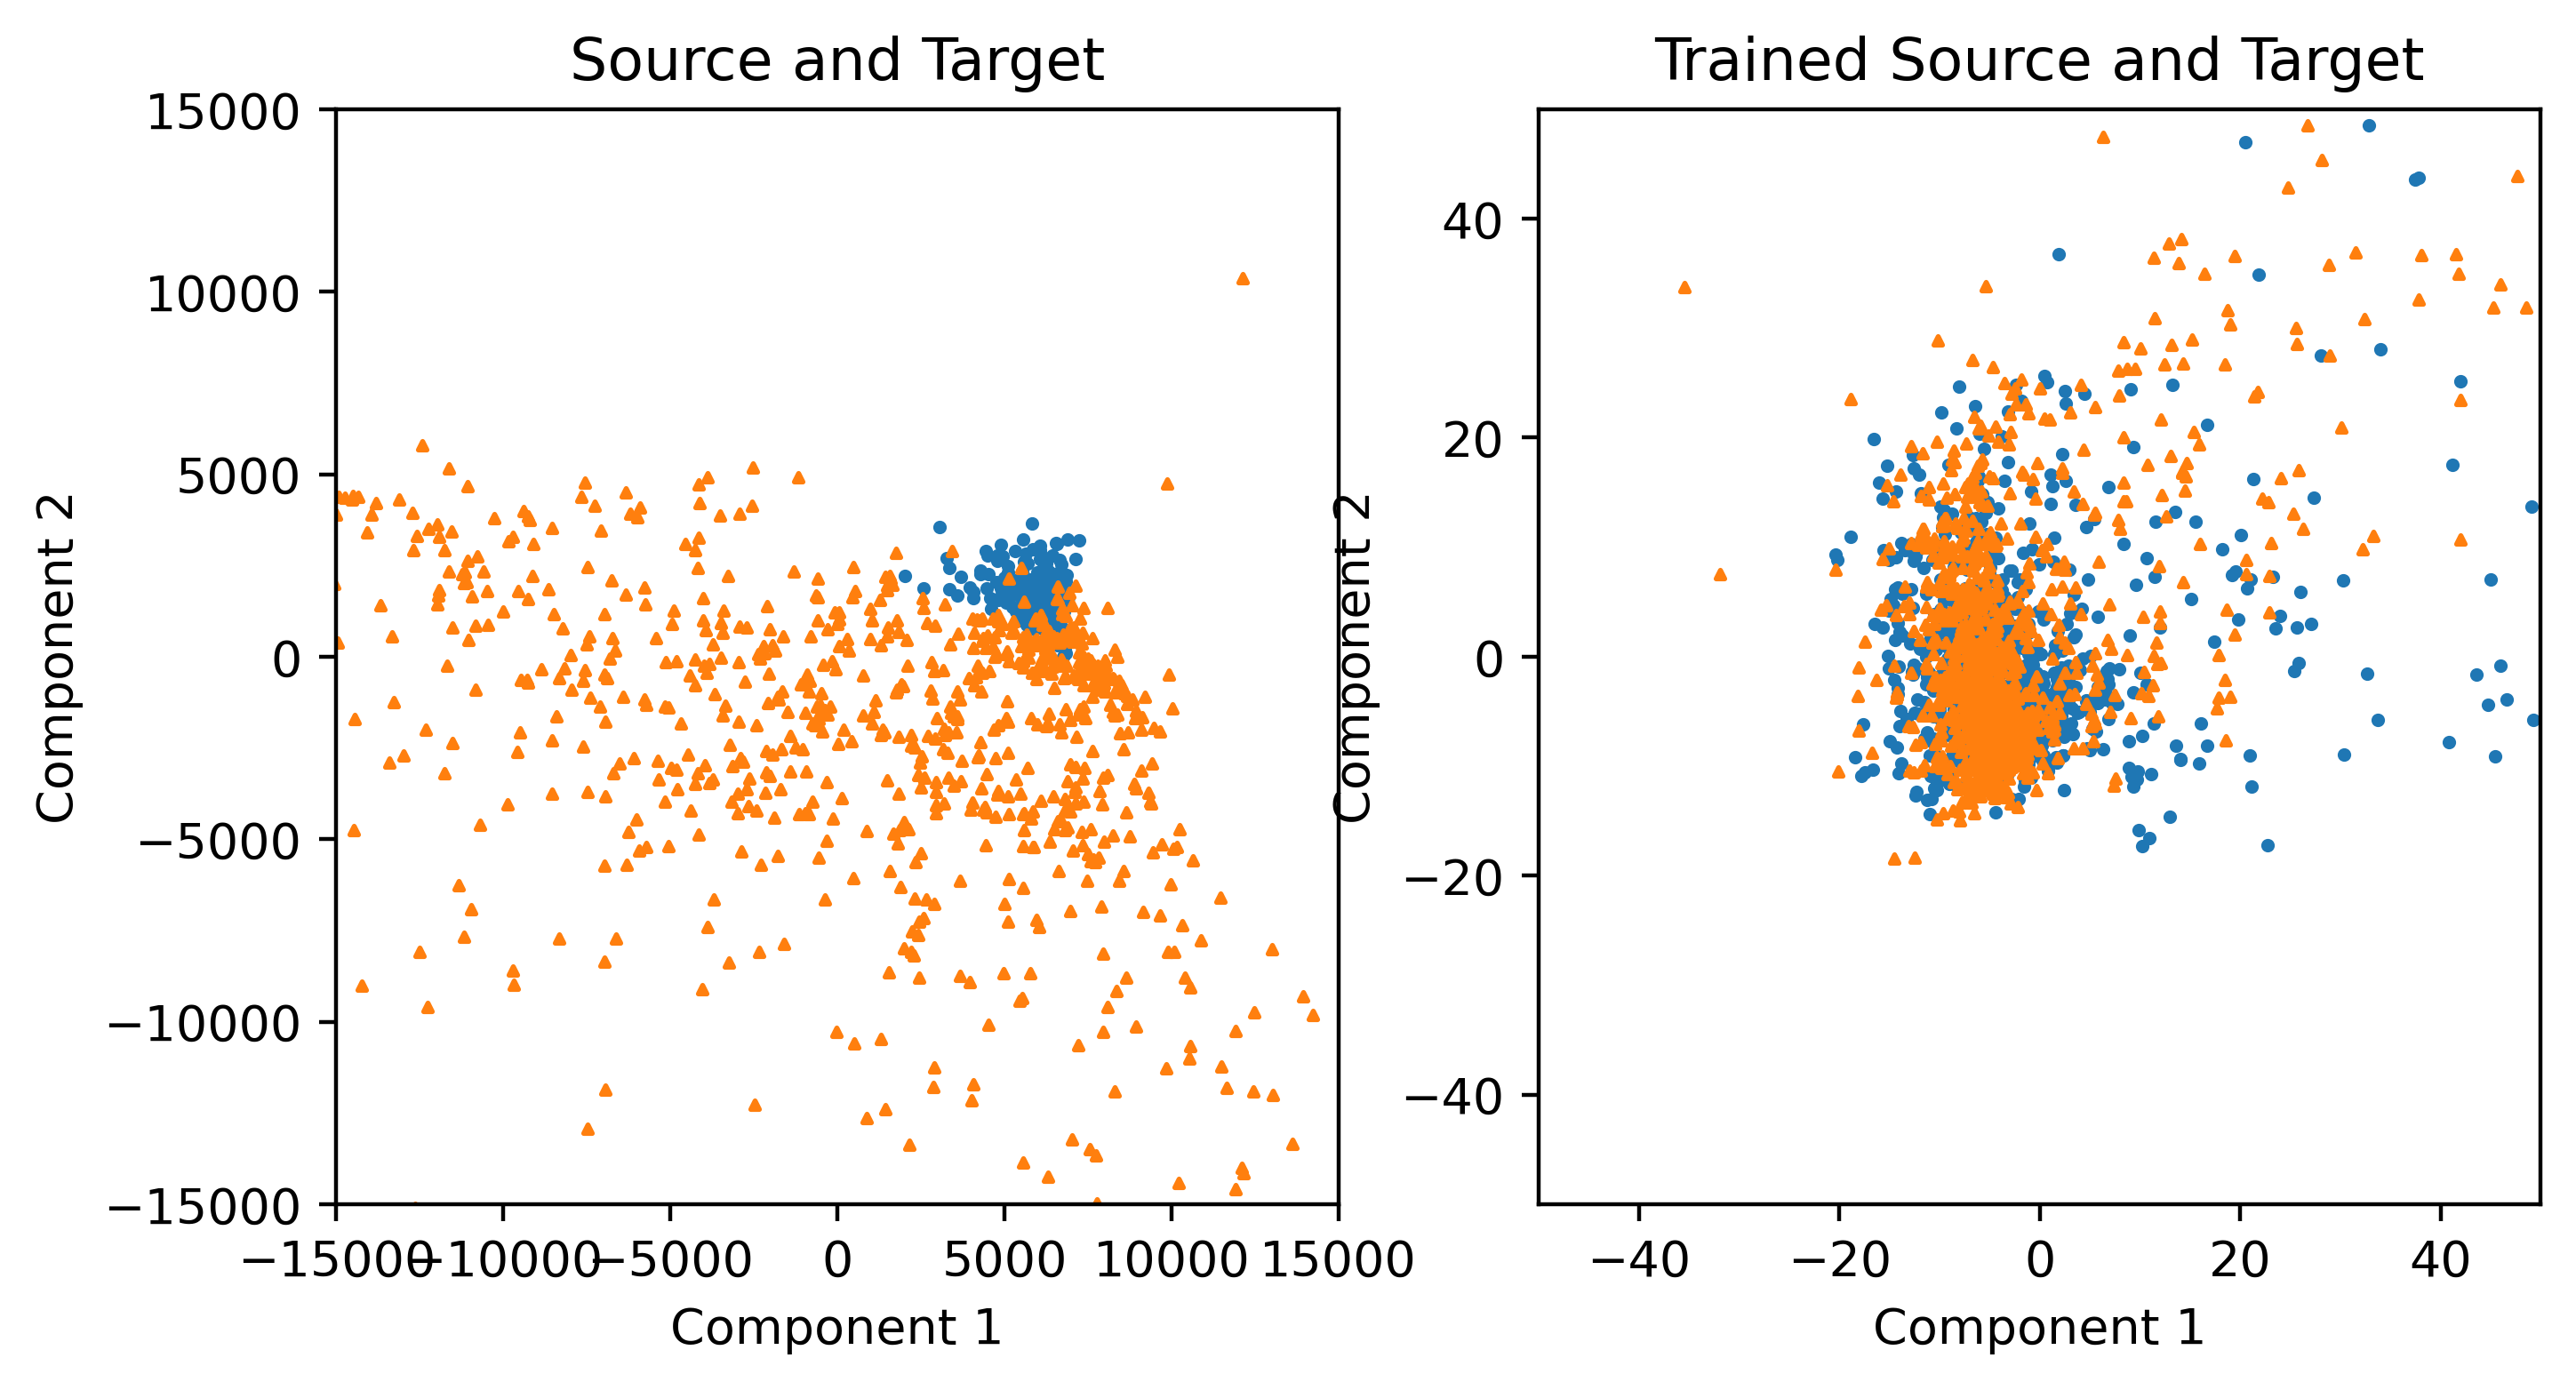 Source and Target
15000
10000
5000
0
−5000
−10000
−15000
Component 2
−15000 −10000 −5000 0 5000 10000 15000
Component 1
Trained Source and Target
40
20
0
−20
−40
Component 2
−40 −20 0 20 40
Component 1